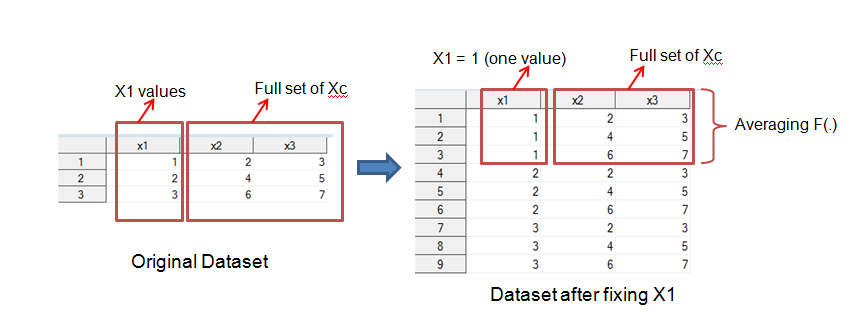 X1 = 1 (one value)
Full set of Xc
X1 values
Full set of Xc
x1 x2 x3
1 1 2 3
2 2 4 5
3 3 6 7
Original Dataset
x1 x2 x3
1 1 2 3
2 1 4 5
3 1 6 7
4 2 2 3
5 2 4 5
6 2 6 7
7 3 2 3
8 3 4 5
9 3 6 7
Averaging F(.)
Dataset after fixing X1